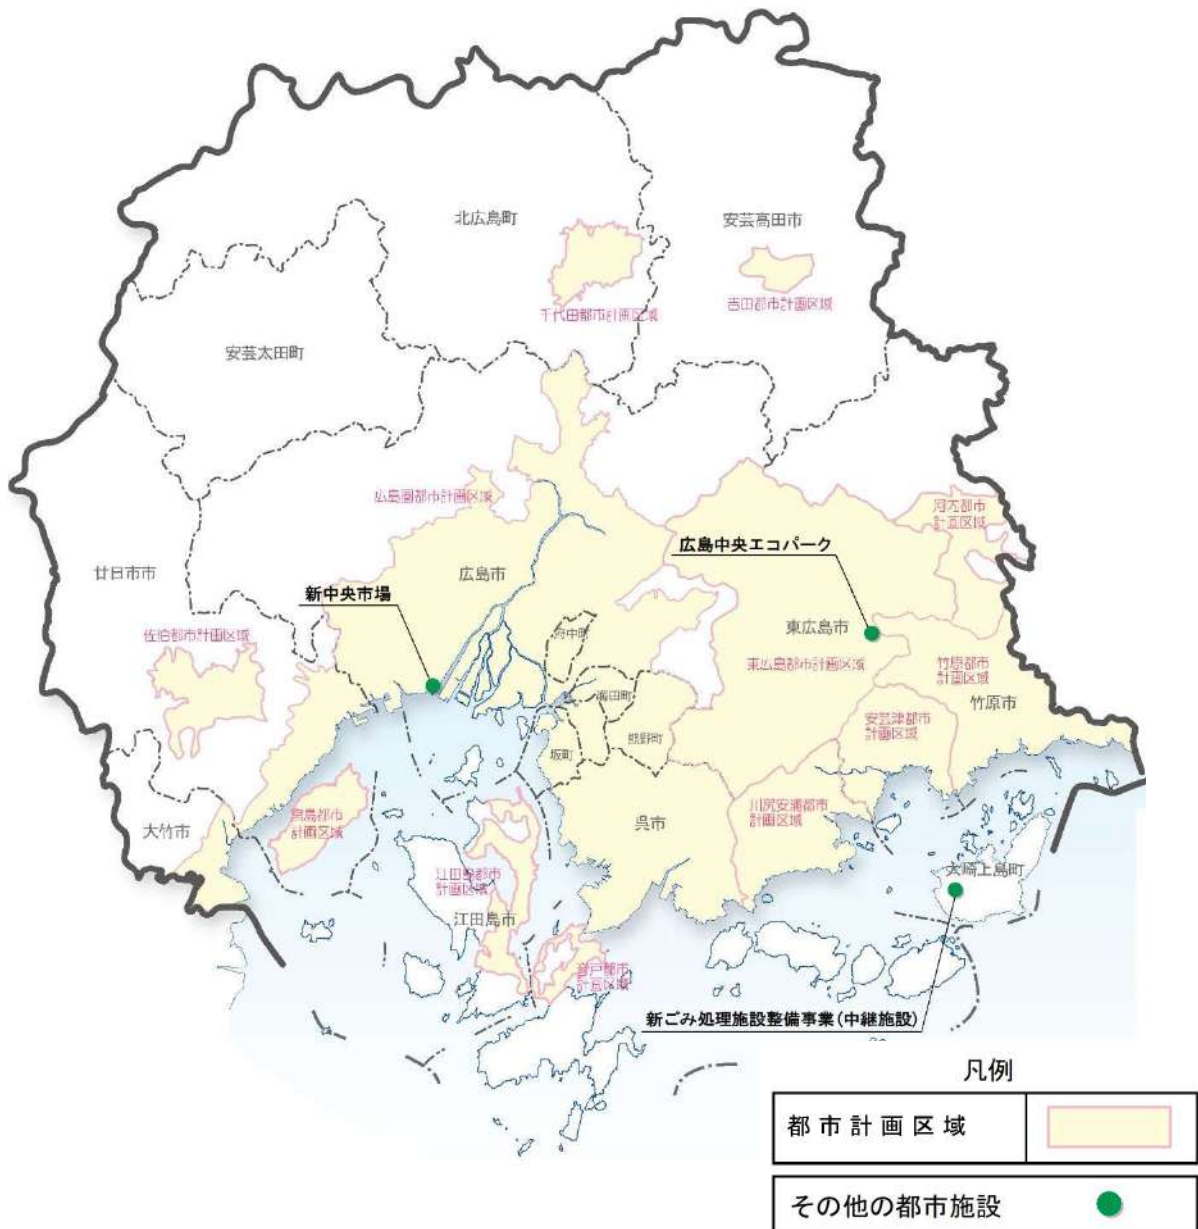 北広島町
安芸高田市
千代田都市計画区域
吉田都市計画区域
安芸太田町
広島圏都市計画区域
河内都市
計画区域
広島中央エコパーク
廿日市市
広島市
新中央市場
佐伯都市計画区域
府中町
東広島市
東広島都市計画区域
竹原都市
計画区域
海田町
竹原市
安芸津都市
計画区域
熊野町
坂町
宮島都市
計画区域
川尻安浦都市
計画区域
大竹市
呉市
江田島都市
計画区域
大崎上島町
江田島市
音戸都市
計画区域
新ごみ処理施設整備事業(中継施設)
凡例
都市計画区域
その他の都市施設